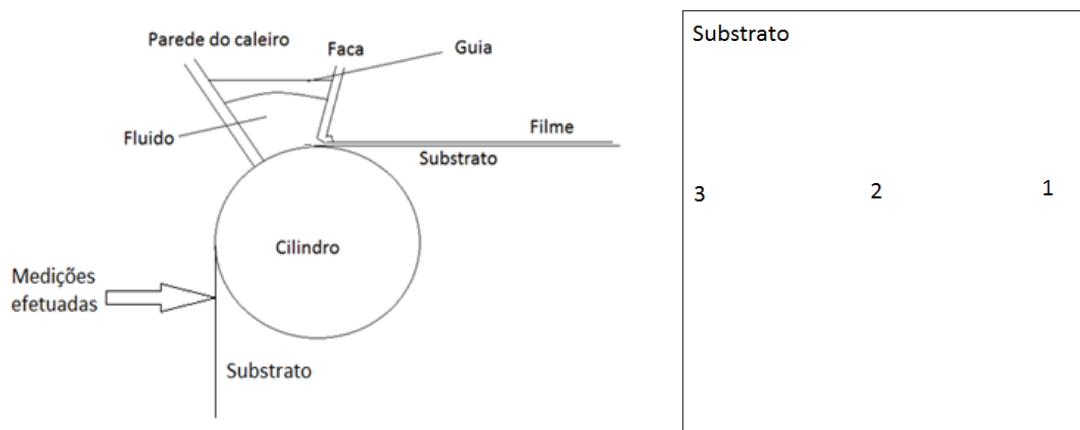 Parede do caleiro
Faca
Guia
Fluido
Filme
Substrato
Cilindro
Medições
efetuadas
Substrato
Substrato
3
2
1